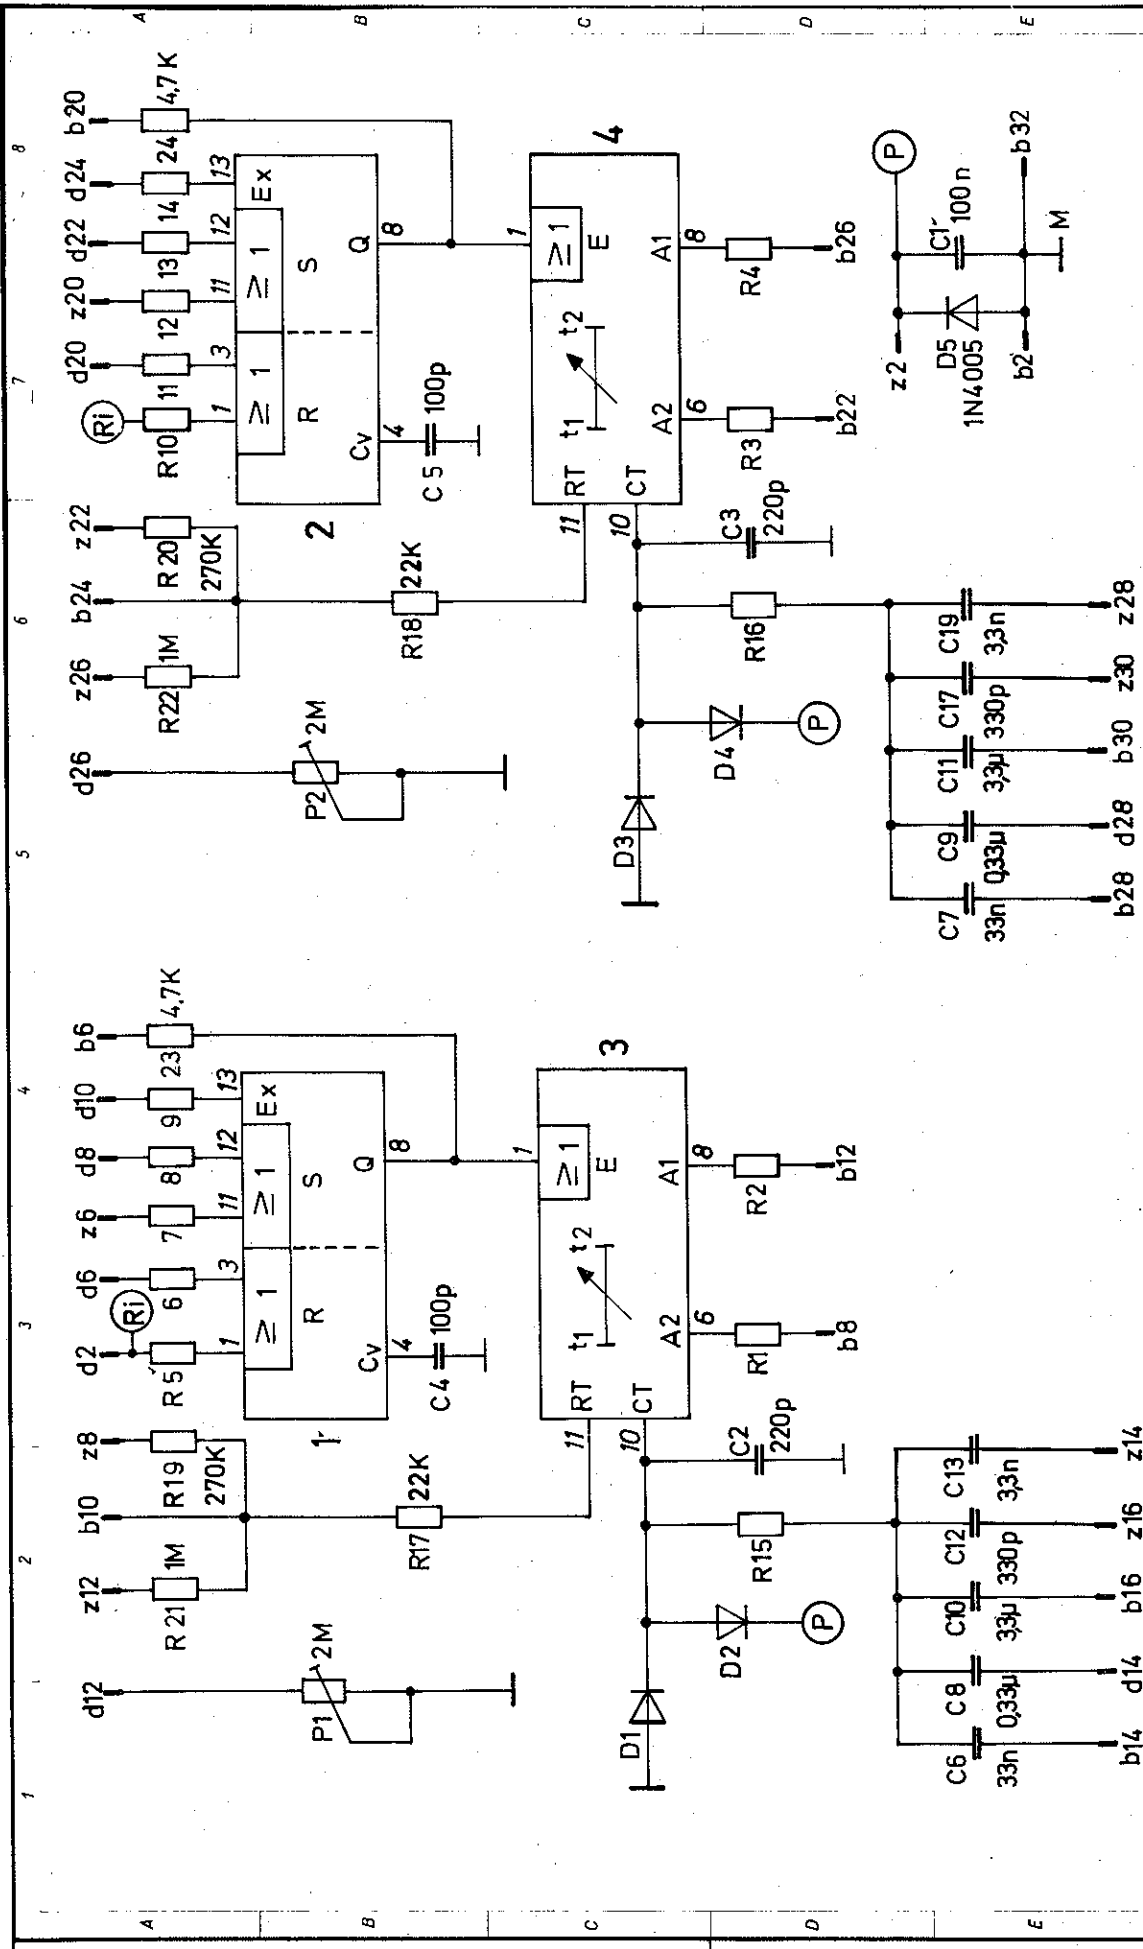 1 2 3 4 5 6 7 8
A
B
C
D
E
A
B
C
D
E
d12 z12 b10 z8 d2 d6 z6 d8 d10 b6
Ri
R21 1M R19 270K R5 6 7 8 9 23 4,7K
1 3 11 12 13
≥1 ≥1 Ex
R S
Cv Q
4 8
1
P1 2M
R17 22K
C4 100p
11 1
RT t1 t2 ≥1 E
3
CT A2 A1
10 6 8
D1
D2
P
R15
C2 220p
R1 R2
b8 b12
C6 33n C8 0,33µ C10 3,3µ C12 330p C13 3,3n
b14 d14 b16 z16 z14
d26 z26 b24 z22 d20 z20 d22 d24 b20
Ri
R22 1M R20 270K R10 11 12 13 14 24 4,7K
1 3 11 12 13
≥1 ≥1 Ex
R S
Cv Q
4 8
2
P2 2M
R18 22K
C5 100p
11 1
RT t1 t2 ≥1 E
4
CT A2 A1
10 6 8
D3
D4
P
R16
C3 220p
R3 R4
b22 b26
C7 33n C9 0,33µ C11 3,3µ C17 330p C19 3,3n
b28 d28 b30 z30 z28
z2 P
D5 1N4005 C1 100n
b2 M b32